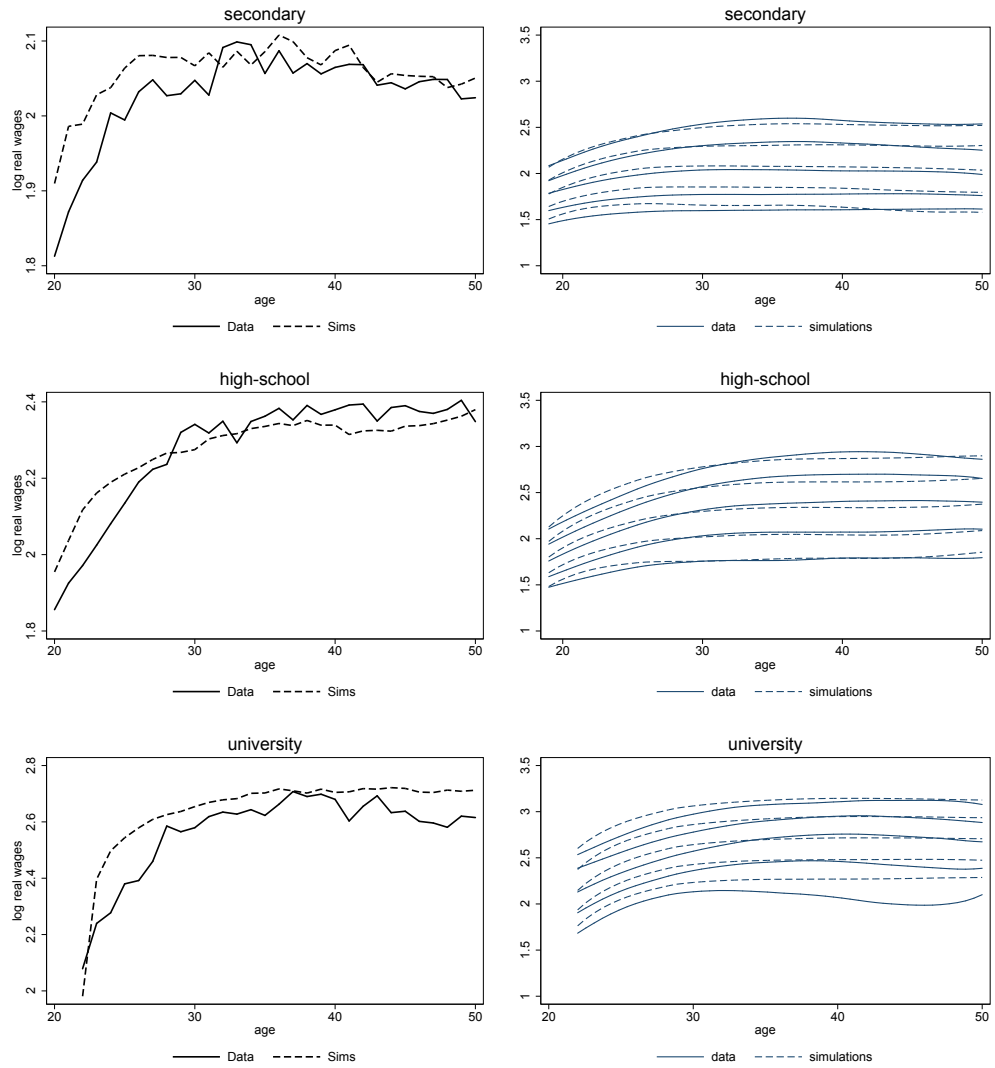 secondary
log real wages
2.1
2
1.9
1.8
20 30 40 50
age
Data Sims
secondary
3.5
3
2.5
2
1.5
1
20 30 40 50
age
data simulations
high-school
log real wages
2.4
2.2
2
1.8
20 30 40 50
age
Data Sims
high-school
3.5
3
2.5
2
1.5
1
20 30 40 50
age
data simulations
university
log real wages
2.8
2.6
2.4
2.2
2
20 30 40 50
age
Data Sims
university
3.5
3
2.5
2
1.5
1
20 30 40 50
age
data simulations